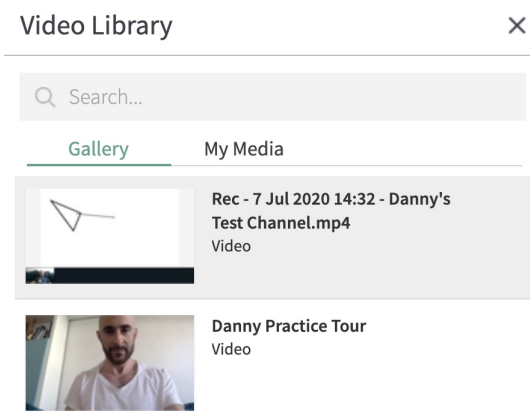 Video Library
Search...
Gallery
My Media
Rec - 7 Jul 2020 14:32 - Danny's
Test Channel.mp4
Video
Danny Practice Tour
Video